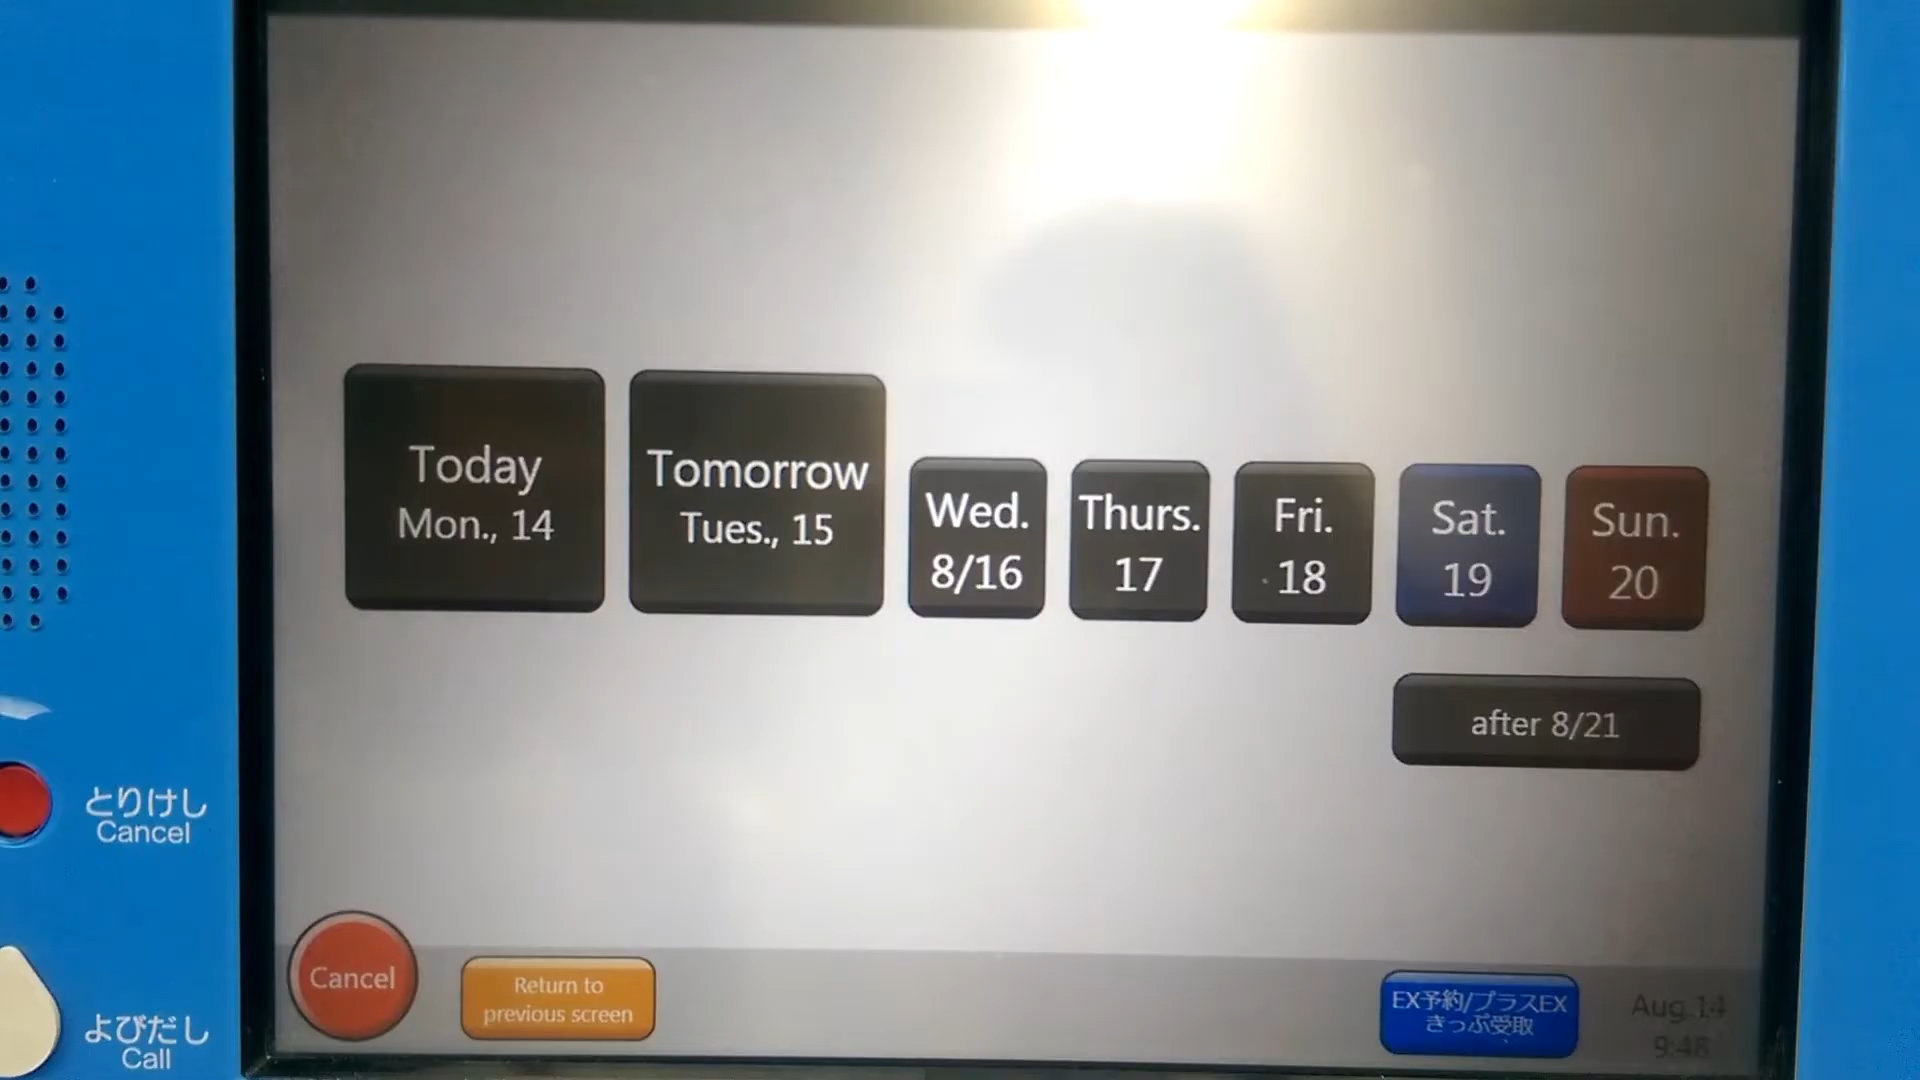 Today
Mon., 14
Tomorrow
Tues., 15
Wed.
8/16
Thurs.
17
Fri.
18
Sat.
19
Sun.
20
after 8/21
とりけし
Cancel
よびだし
Call
Cancel
Return to
previous screen
EX予約/プラスEX
きっぷ受取
Aug.14
9:48